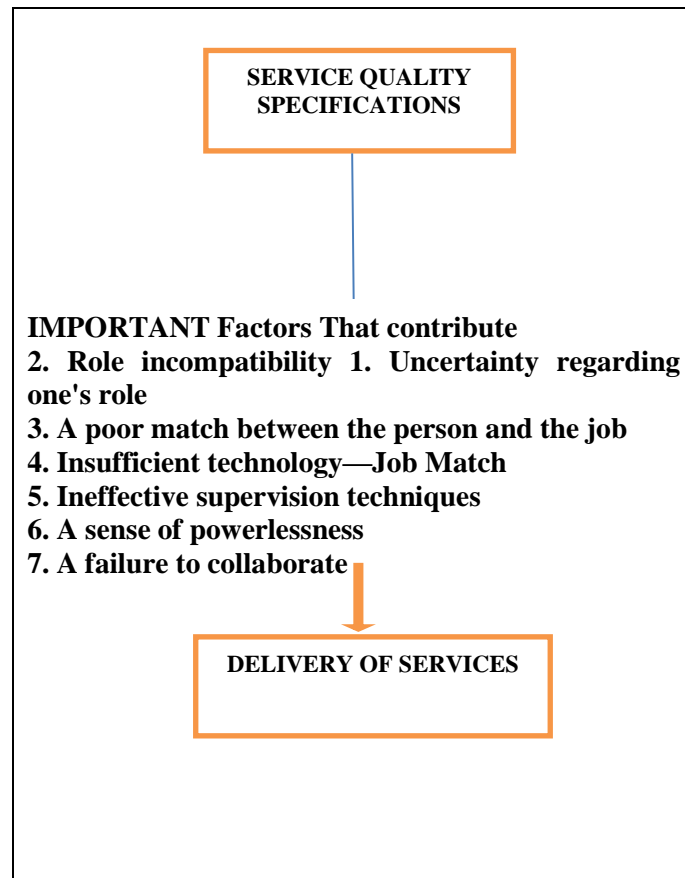 SERVICE QUALITY
SPECIFICATIONS
IMPORTANT Factors That contribute
2. Role incompatibility 1. Uncertainty regarding
one's role
3. A poor match between the person and the job
4. Insufficient technology—Job Match
5. Ineffective supervision techniques
6. A sense of powerlessness
7. A failure to collaborate
DELIVERY OF SERVICES